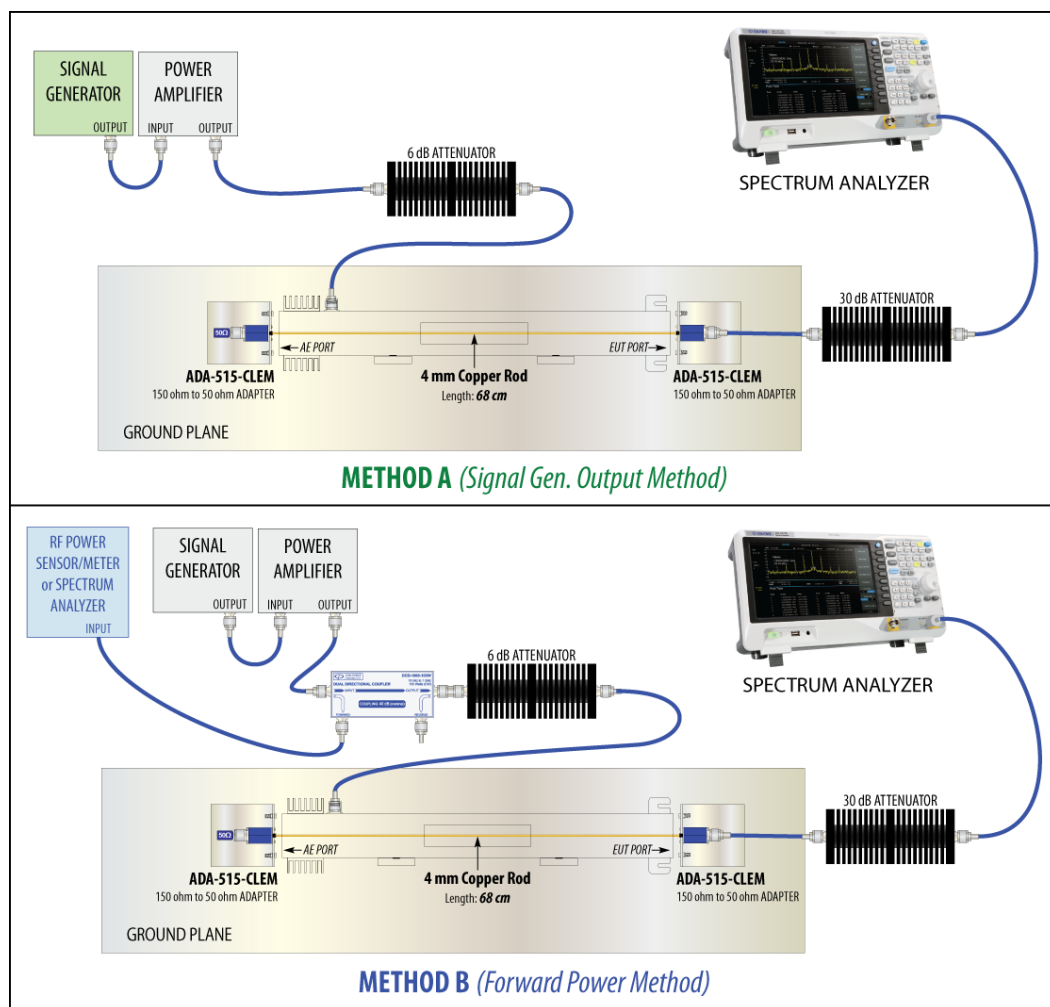 SIGNAL
GENERATOR
OUTPUT
POWER
AMPLIFIER
INPUT
OUTPUT
6 dB ATTENUATOR
SPECTRUM ANALYZER
30 dB ATTENUATOR
50Ω
AE PORT
EUT PORT
ADA-515-CLEM
150 ohm to 50 ohm ADAPTER
4 mm Copper Rod
Length: 68 cm
ADA-515-CLEM
150 ohm to 50 ohm ADAPTER
GROUND PLANE
METHOD A (Signal Gen. Output Method)
RF POWER
SENSOR/METER
or SPECTRUM
ANALYZER
INPUT
SIGNAL
GENERATOR
OUTPUT
POWER
AMPLIFIER
INPUT
OUTPUT
DUAL DIRECTIONAL COUPLER
INPUT
OUTPUT
6 dB ATTENUATOR
SPECTRUM ANALYZER
30 dB ATTENUATOR
50Ω
AE PORT
EUT PORT
ADA-515-CLEM
150 ohm to 50 ohm ADAPTER
4 mm Copper Rod
Length: 68 cm
ADA-515-CLEM
150 ohm to 50 ohm ADAPTER
GROUND PLANE
METHOD B (Forward Power Method)